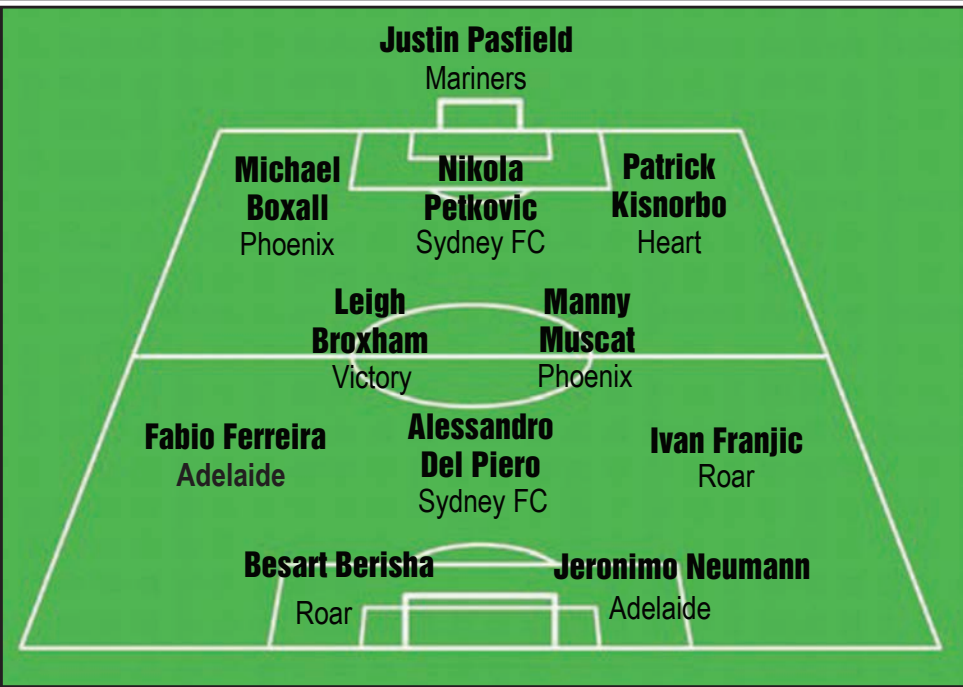 Justin Pasfield
Mariners
Michael
Boxall
Phoenix
Nikola
Petkovic
Sydney FC
Patrick
Kisnorbo
Heart
Leigh
Broxham
Victory
Manny
Muscat
Phoenix
Fabio Ferreira
Adelaide
Alessandro
Del Piero
Sydney FC
Ivan Franjic
Roar
Besart Berisha
Roar
Jeronimo Neumann
Adelaide